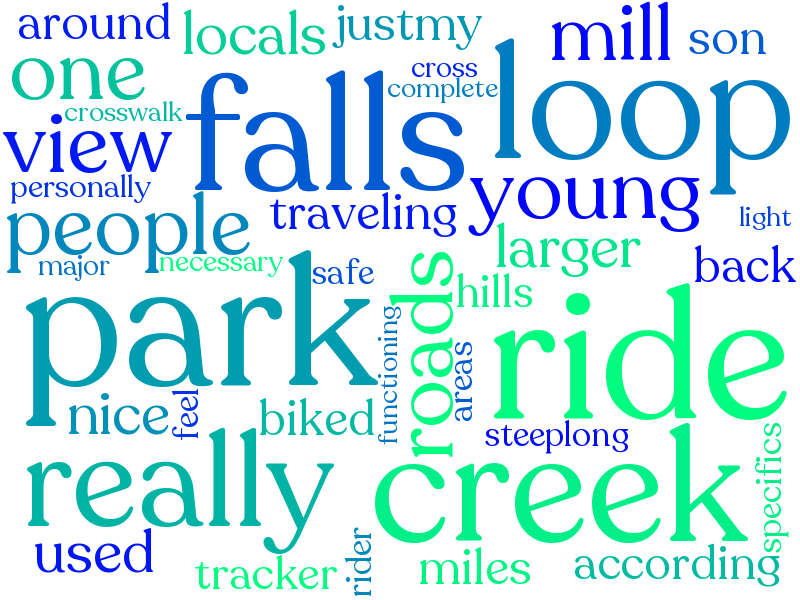 around locals justmy mill son
one cross loop
crosswalk falls complete
view young
personally traveling light
people larger
major necessary safe hills back
park roads ride
functioning areas
nice feel biked steeplong
really creek specifics
used tracker rider miles according